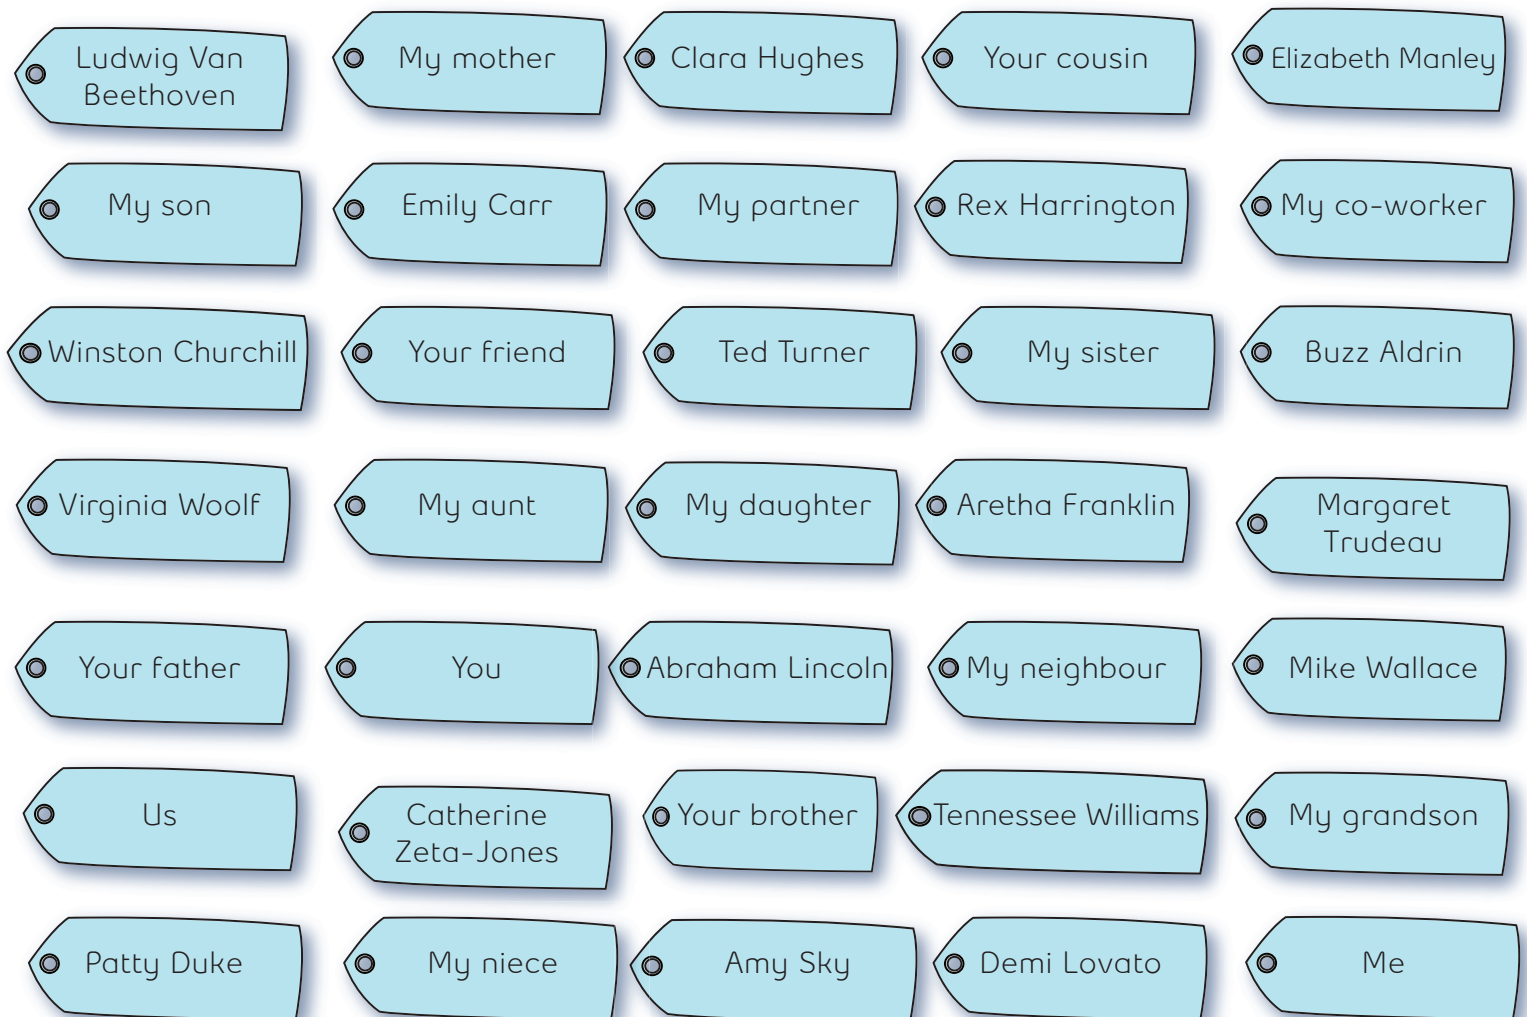 Ludwig Van
Beethoven
My mother
Clara Hughes
Your cousin
Elizabeth Manley
My son
Emily Carr
My partner
Rex Harrington
My co-worker
Winston Churchill
Your friend
Ted Turner
My sister
Buzz Aldrin
Virginia Woolf
My aunt
My daughter
Aretha Franklin
Margaret
Trudeau
Your father
You
Abraham Lincoln
My neighbour
Mike Wallace
Us
Catherine
Zeta-Jones
Your brother
Tennessee Williams
My grandson
Patty Duke
My niece
Amy Sky
Demi Lovato
Me